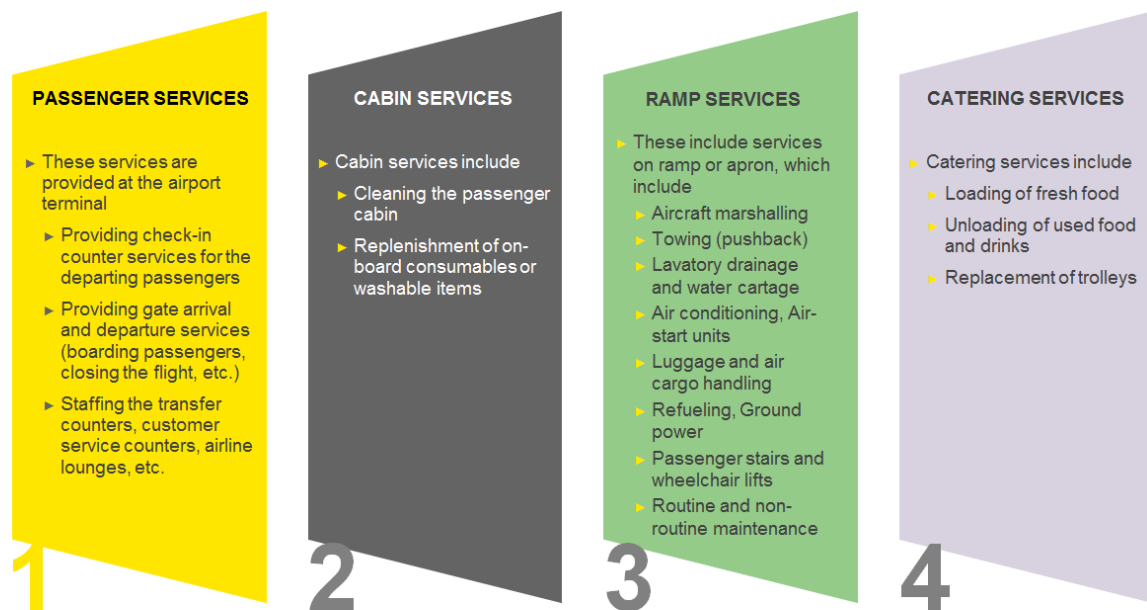 PASSENGER SERVICES
► These services are
provided at the airport
terminal
► Providing check-in
counter services for the
departing passengers
► Providing gate arrival
and departure services
(boarding passengers,
closing the flight, etc.)
► Staffing the transfer
counters, customer
service counters, airline
lounges, etc.
1
CABIN SERVICES
► Cabin services include
► Cleaning the passenger
cabin
► Replenishment of on-
board consumables or
washable items
2
RAMP SERVICES
► These include services
on ramp or apron, which
include
► Aircraft marshalling
► Towing (pushback)
► Lavatory drainage
and water cartage
► Air conditioning, Air-
start units
► Luggage and air
cargo handling
► Refueling, Ground
power
► Passenger stairs and
wheelchair lifts
► Routine and non-
routine maintenance
3
CATERING SERVICES
► Catering services include
► Loading of fresh food
► Unloading of used food
and drinks
► Replacement of trolleys
4